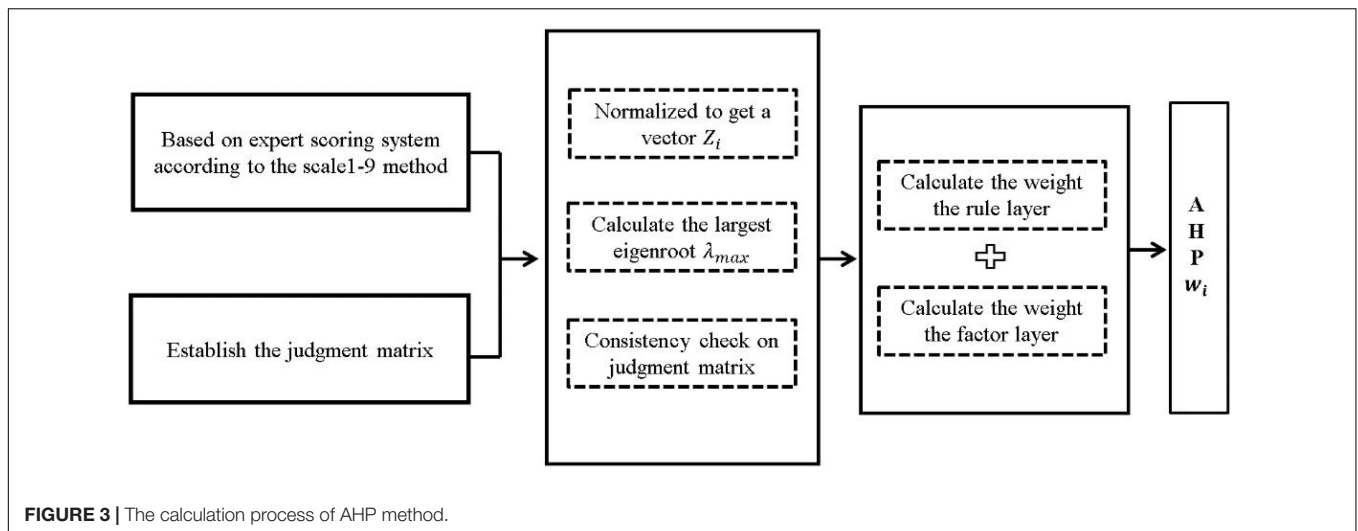 Based on expert scoring system
according to the scale1-9 method
Establish the judgment matrix
Normalized to get a
vector Z_i
Calculate the largest
eigenroot λ_max
Consistency check on
judgment matrix
Calculate the weight
the rule layer
Calculate the weight
the factor layer
A
H
P
w_i
FIGURE 3 | The calculation process of AHP method.